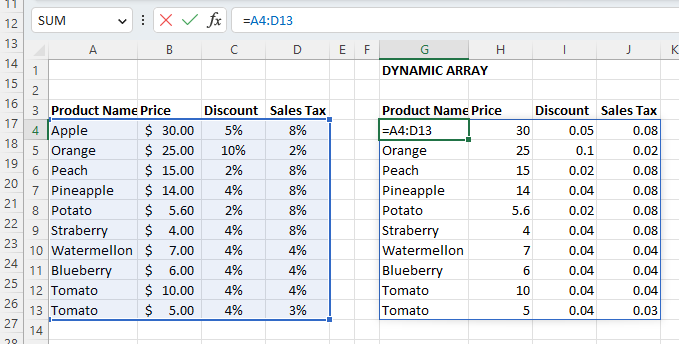 11
12 SUM fx =A4:D13
13 A B C D E F G H I J K
14 1 DYNAMIC ARRAY
15 2
16 3 Product Name Price Discount Sales Tax Product Name Price Discount Sales Tax
17 4 Apple $ 30.00 5% 8% =A4:D13 30 0.05 0.08
18 5 Orange $ 25.00 10% 2% Orange 25 0.1 0.02
19 6 Peach $ 15.00 2% 8% Peach 15 0.02 0.08
20 7 Pineapple $ 14.00 4% 8% Pineapple 14 0.04 0.08
21 8 Potato $ 5.60 2% 8% Potato 5.6 0.02 0.08
22 9 Straberry $ 4.00 4% 8% Straberry 4 0.04 0.08
23 10 Watermellon $ 7.00 4% 4% Watermellon 7 0.04 0.04
24 11 Blueberry $ 6.00 4% 4% Blueberry 6 0.04 0.04
25 12 Tomato $ 10.00 4% 4% Tomato 10 0.04 0.04
26 13 Tomato $ 5.00 4% 3% Tomato 5 0.04 0.03
27 14
28